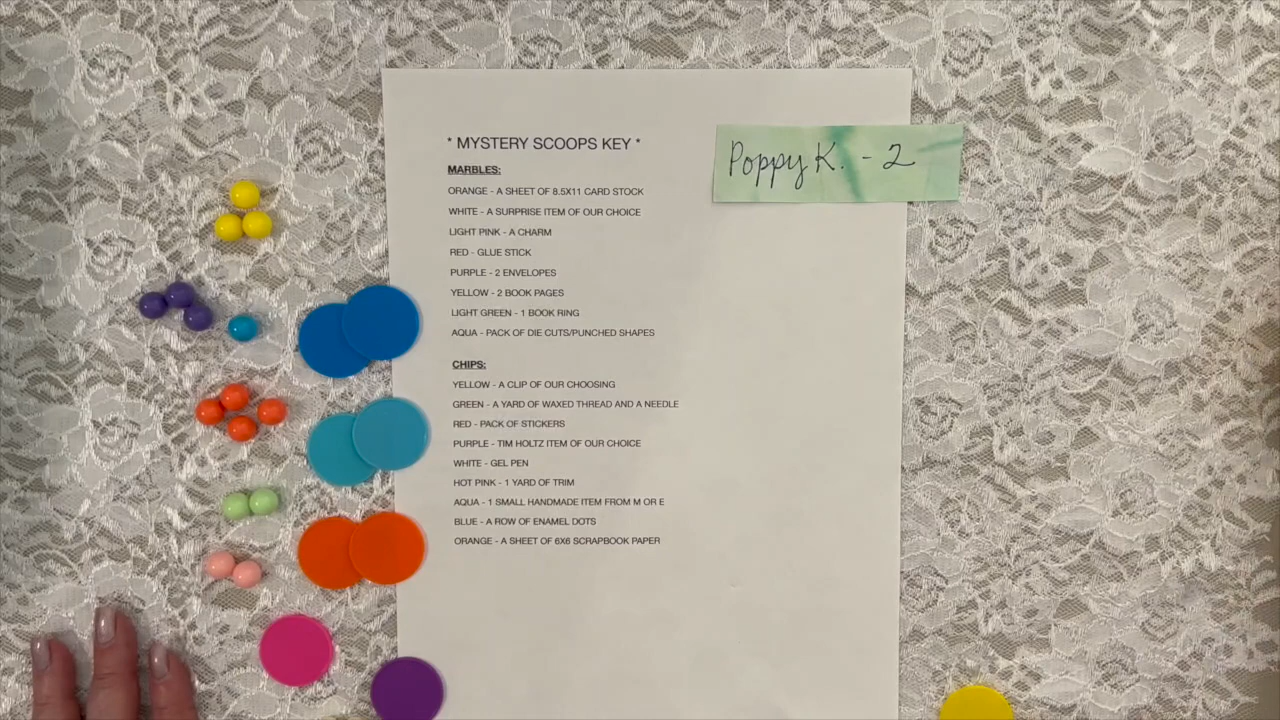 * MYSTERY SCOOPS KEY *
Poppy K. - 2
MARBLES:
ORANGE - A SHEET OF 8.5X11 CARD STOCK
WHITE - A SURPRISE ITEM OF OUR CHOICE
LIGHT PINK - A CHARM
RED - GLUE STICK
PURPLE - 2 ENVELOPES
YELLOW - 2 BOOK PAGES
LIGHT GREEN - 1 BOOK RING
AQUA - PACK OF DIE CUTS/PUNCHED SHAPES
CHIPS:
YELLOW - A CLIP OF OUR CHOOSING
GREEN - A YARD OF WAXED THREAD AND A NEEDLE
RED - PACK OF STICKERS
PURPLE - TIM HOLTZ ITEM OF OUR CHOICE
WHITE - GEL PEN
HOT PINK - 1 YARD OF TRIM
AQUA - 1 SMALL HANDMADE ITEM FROM M OR E
BLUE - A ROW OF ENAMEL DOTS
ORANGE - A SHEET OF 6X6 SCRAPBOOK PAPER